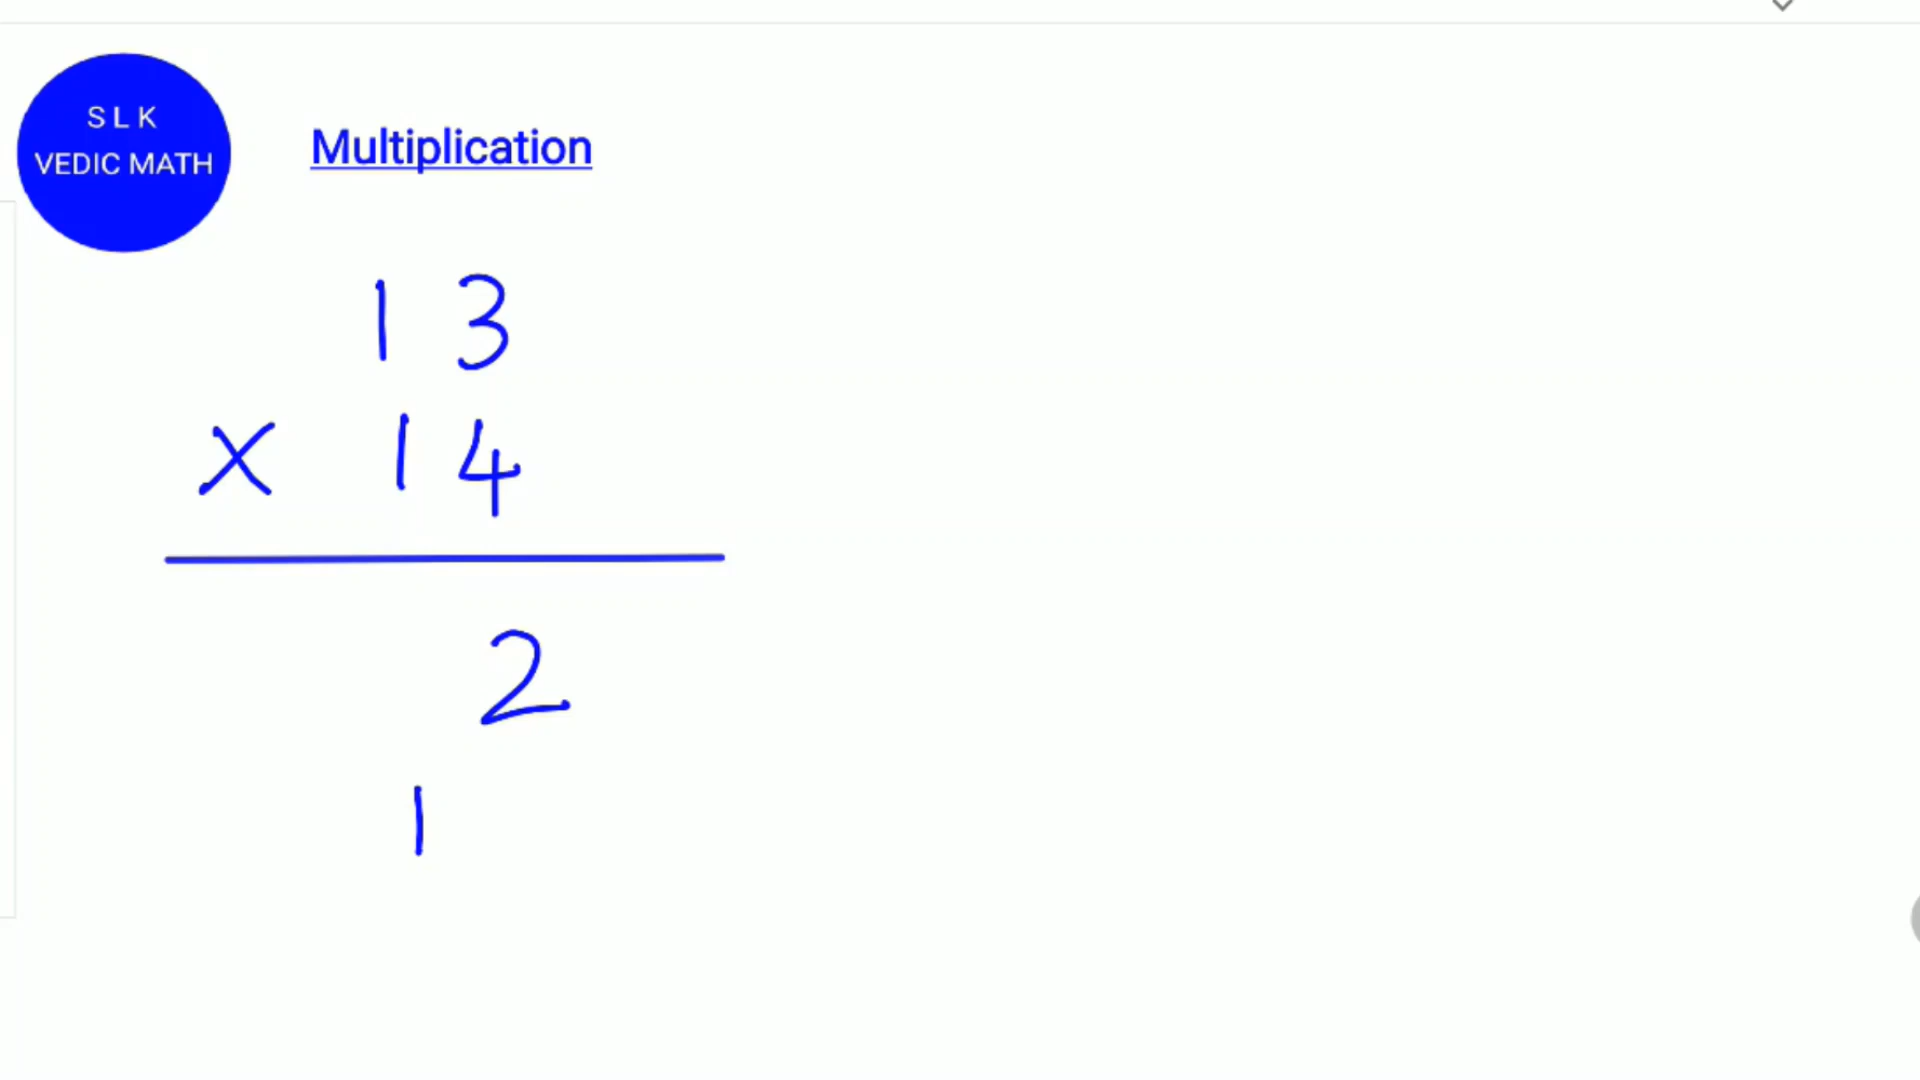 S L K
VEDIC MATH
Multiplication
1 3
x 1 4
2
1